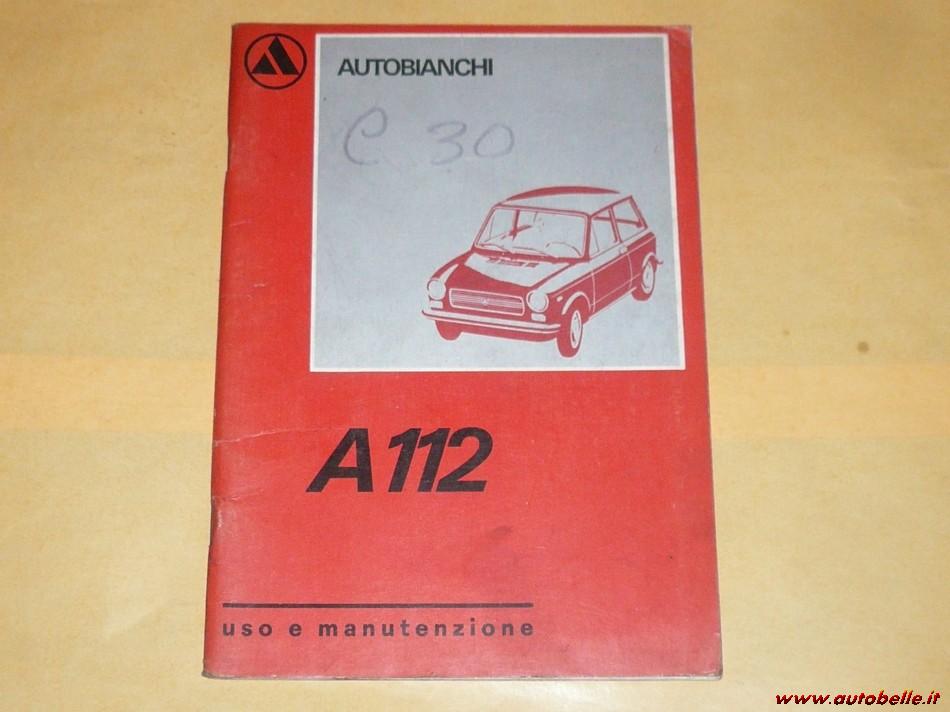 AUTOBIANCHI
C 30
A112
uso e manutenzione
www.autobelle.it